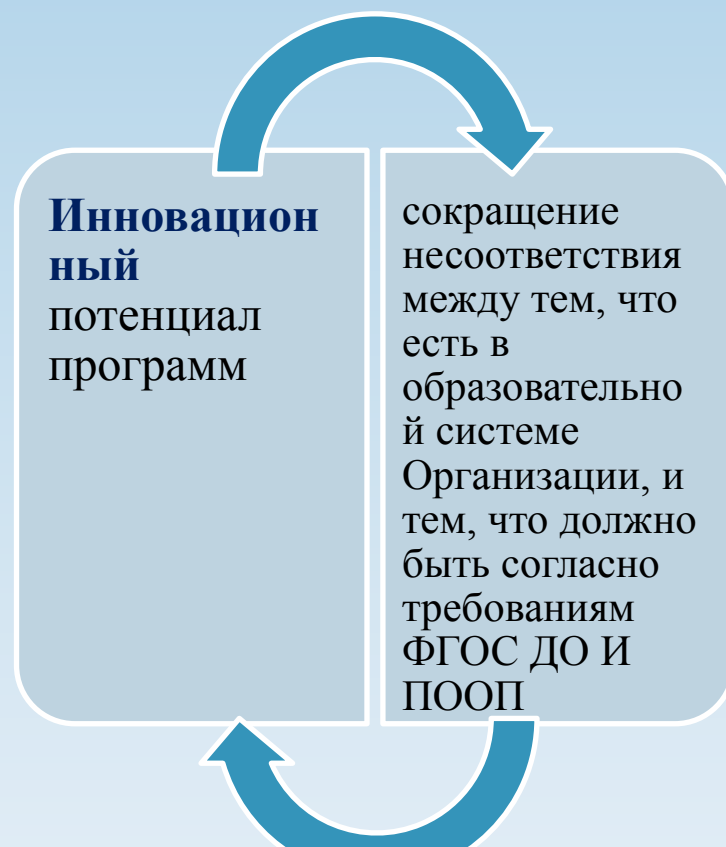 Инновацион
ный
потенциал
программ
сокращение
несоответствия
между тем, что
есть в
образовательно
й системе
Организации, и
тем, что должно
быть согласно
требованиям
ФГОС ДО И
ПООП